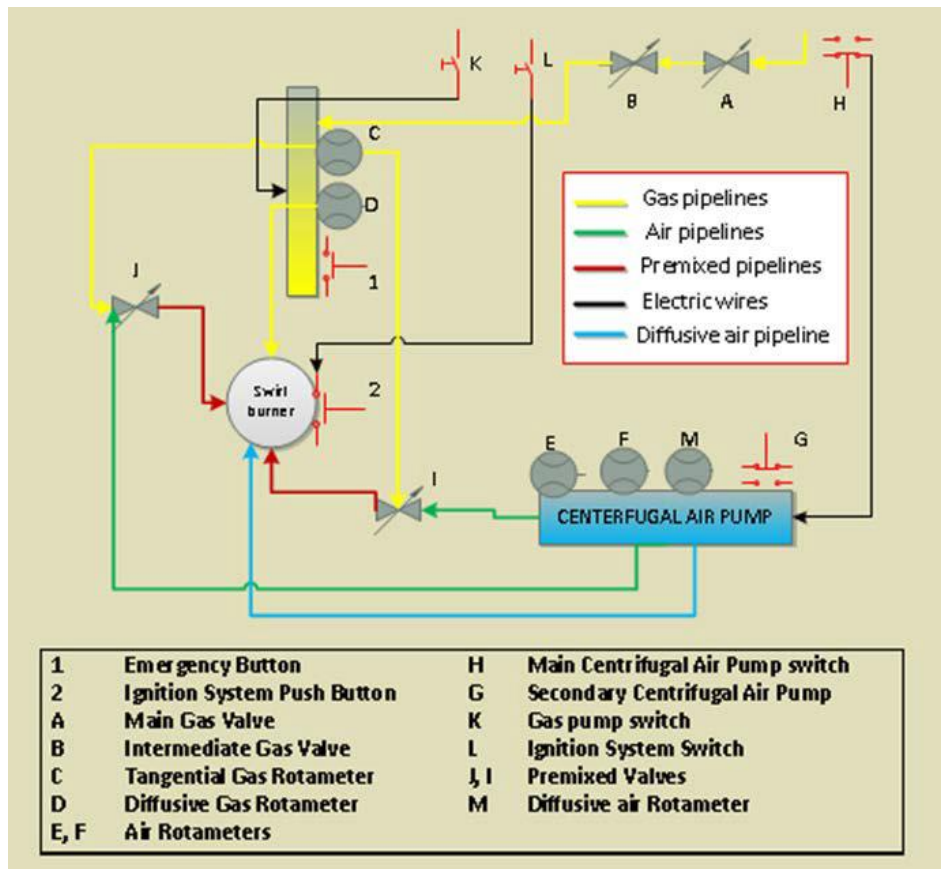 K
L
B
A
H
C
D
1
J
Gas pipelines
Air pipelines
Premixed pipelines
Electric wires
Diffusive air pipeline
Swirl
burner
2
E
F
M
G
I
CENTERFUGAL AIR PUMP
1 Emergency Button
2 Ignition System Push Button
A Main Gas Valve
B Intermediate Gas Valve
C Tangential Gas Rotameter
D Diffusive Gas Rotameter
E, F Air Rotameters
H Main Centrifugal Air Pump switch
G Secondary Centrifugal Air Pump
K Gas pump switch
L Ignition System Switch
J, I Premixed Valves
M Diffusive air Rotameter